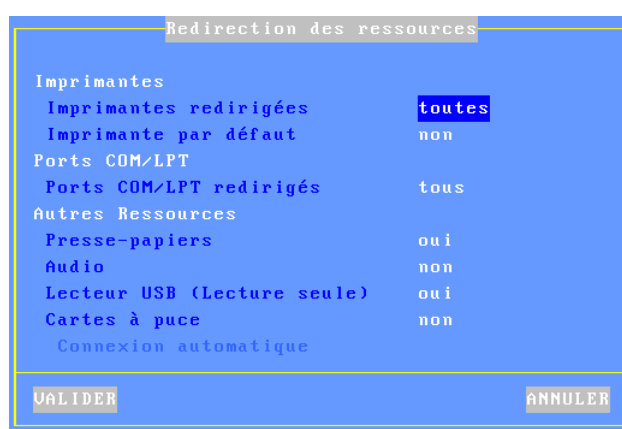 Redirection des ressources
Imprimantes
Imprimantes redirigées toutes
Imprimante par défaut non
Ports COM/LPT
Ports COM/LPT redirigés tous
Autres Ressources
Presse-papiers oui
Audio non
Lecteur USB (Lecture seule) oui
Cartes à puce non
Connexion automatique
VALIDER ANNULER